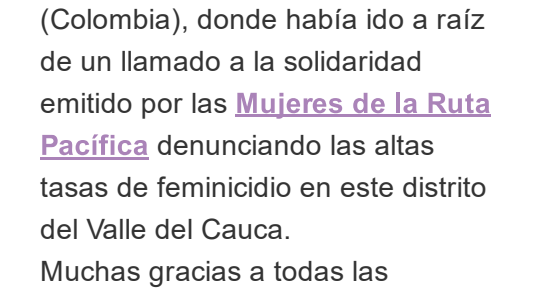 (Colombia), donde había ido a raíz
de un llamado a la solidaridad
emitido por las Mujeres de la Ruta
Pacífica denunciando las altas
tasas de feminicidio en este distrito
del Valle del Cauca.
Muchas gracias a todas las